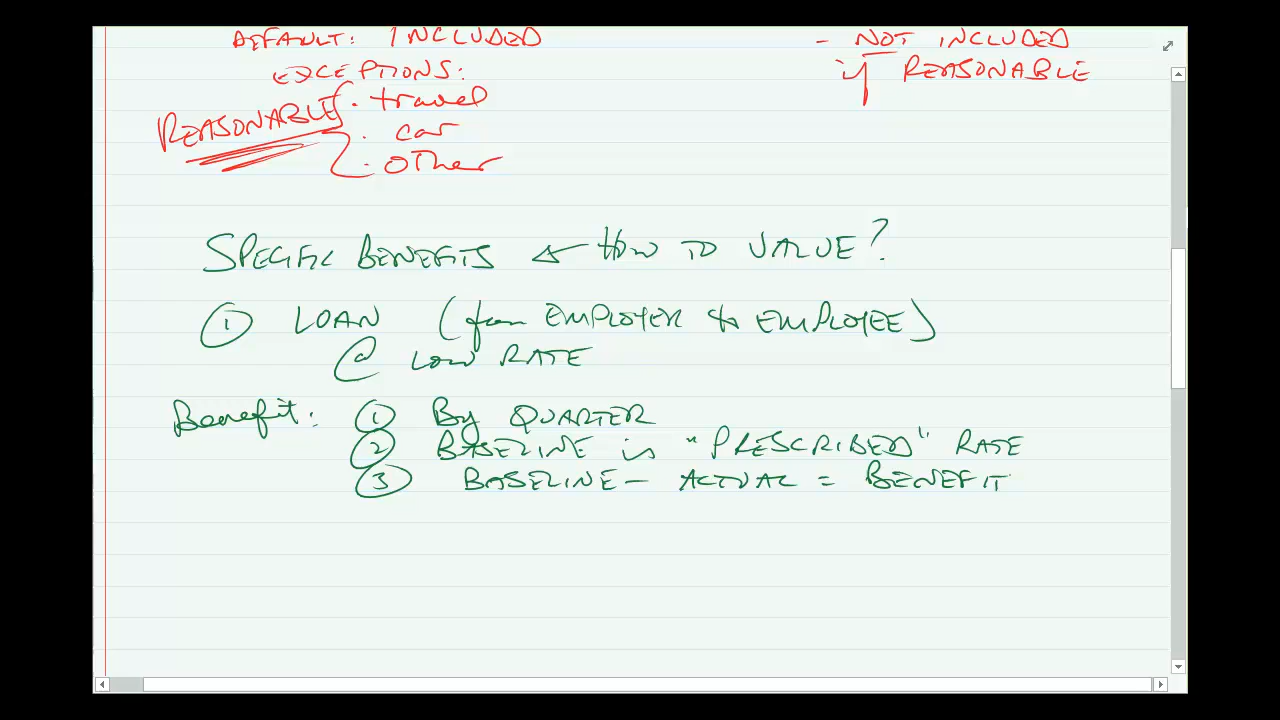 DEFAULT: INCLUDED
- NOT INCLUDED
EXCEPTIONS:
if REASONABLE
REASONABLE
· travel
· car
· other
SPECIFIC BENEFITS ← HOW TO VALUE?
① LOAN (from EMPLOYER to EMPLOYEE)
@ LOW RATE
Benefit: ① By QUARTER
② BASELINE is "PRESCRIBED" RATE
③ BASELINE - ACTUAL = BENEFIT